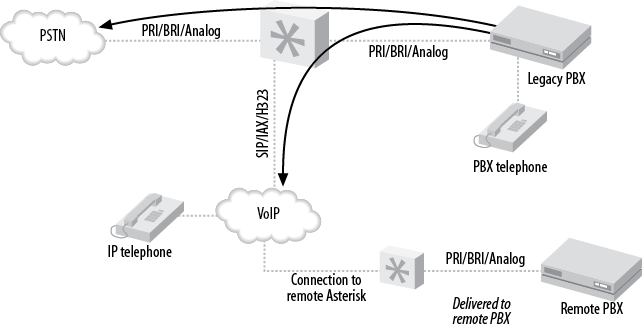 PSTN
PRI/BRI/Analog
PRI/BRI/Analog
Legacy PBX
SIP/IAX/H323
PBX telephone
VoIP
IP telephone
Connection to
remote Asterisk
PRI/BRI/Analog
Delivered to
remote PBX
Remote PBX